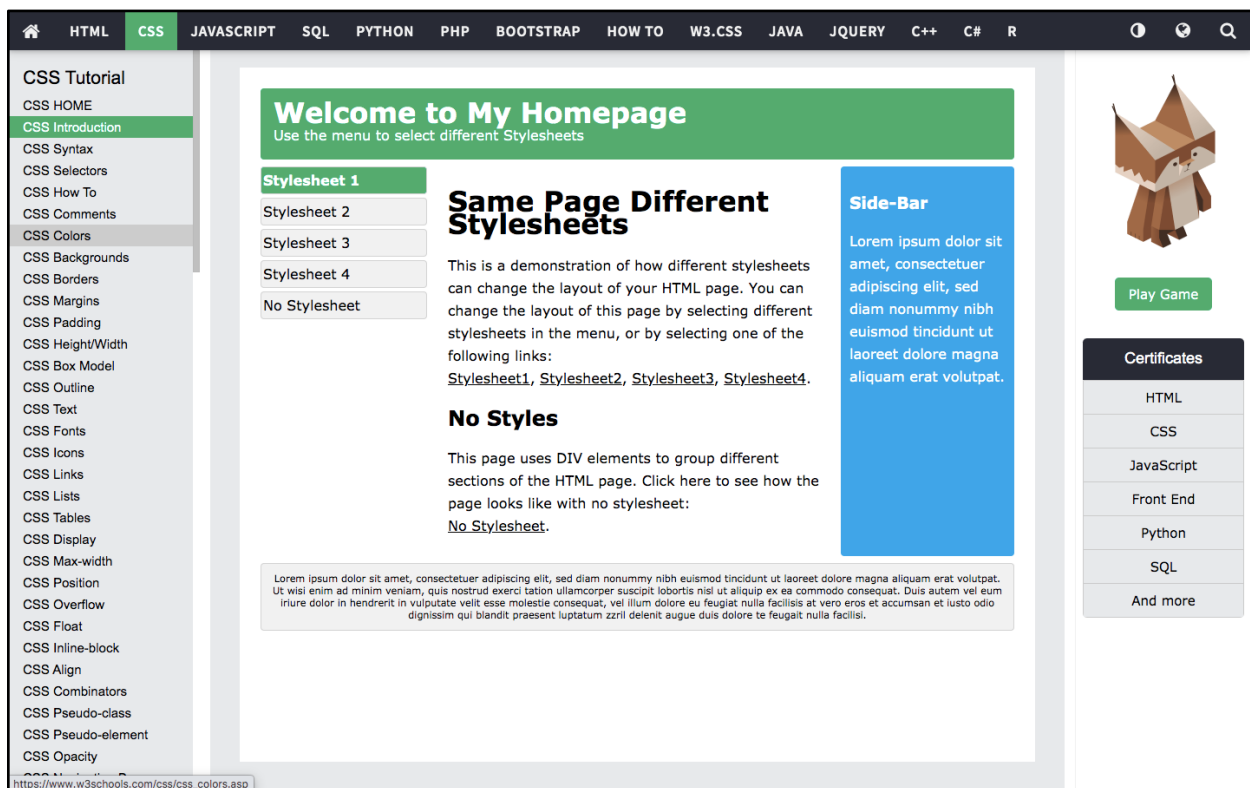 HTML CSS JAVASCRIPT SQL PYTHON PHP BOOTSTRAP HOW TO W3.CSS JAVA JQUERY C++ C# R
CSS Tutorial
CSS HOME
CSS Introduction
CSS Syntax
CSS Selectors
CSS How To
CSS Comments
CSS Colors
CSS Backgrounds
CSS Borders
CSS Margins
CSS Padding
CSS Height/Width
CSS Box Model
CSS Outline
CSS Text
CSS Fonts
CSS Icons
CSS Links
CSS Lists
CSS Tables
CSS Display
CSS Max-width
CSS Position
CSS Overflow
CSS Float
CSS Inline-block
CSS Align
CSS Combinators
CSS Pseudo-class
CSS Pseudo-element
CSS Opacity
https://www.w3schools.com/css/css_colors.asp
Welcome to My Homepage
Use the menu to select different Stylesheets
Stylesheet 1
Stylesheet 2
Stylesheet 3
Stylesheet 4
No Stylesheet
Same Page Different
Stylesheets
This is a demonstration of how different stylesheets
can change the layout of your HTML page. You can
change the layout of this page by selecting different
stylesheets in the menu, or by selecting one of the
following links:
Stylesheet1, Stylesheet2, Stylesheet3, Stylesheet4.
No Styles
This page uses DIV elements to group different
sections of the HTML page. Click here to see how the
page looks like with no stylesheet:
No Stylesheet.
Side-Bar
Lorem ipsum dolor sit
amet, consectetuer
adipiscing elit, sed
diam nonummy nibh
euismod tincidunt ut
laoreet dolore magna
aliquam erat volutpat.
Lorem ipsum dolor sit amet, consectetuer adipiscing elit, sed diam nonummy nibh euismod tincidunt ut laoreet dolore magna aliquam erat volutpat.
Ut wisi enim ad minim veniam, quis nostrud exerci tation ullamcorper suscipit lobortis nisl ut aliquip ex ea commodo consequat. Duis autem vel eum
iriure dolor in hendrerit in vulputate velit esse molestie consequat, vel illum dolore eu feugiat nulla facilisis at vero eros et accumsan et iusto odio
dignissim qui blandit praesent luptatum zzril delenit augue duis dolore te feugait nulla facilisi.
Play Game
Certificates
HTML
CSS
JavaScript
Front End
Python
SQL
And more